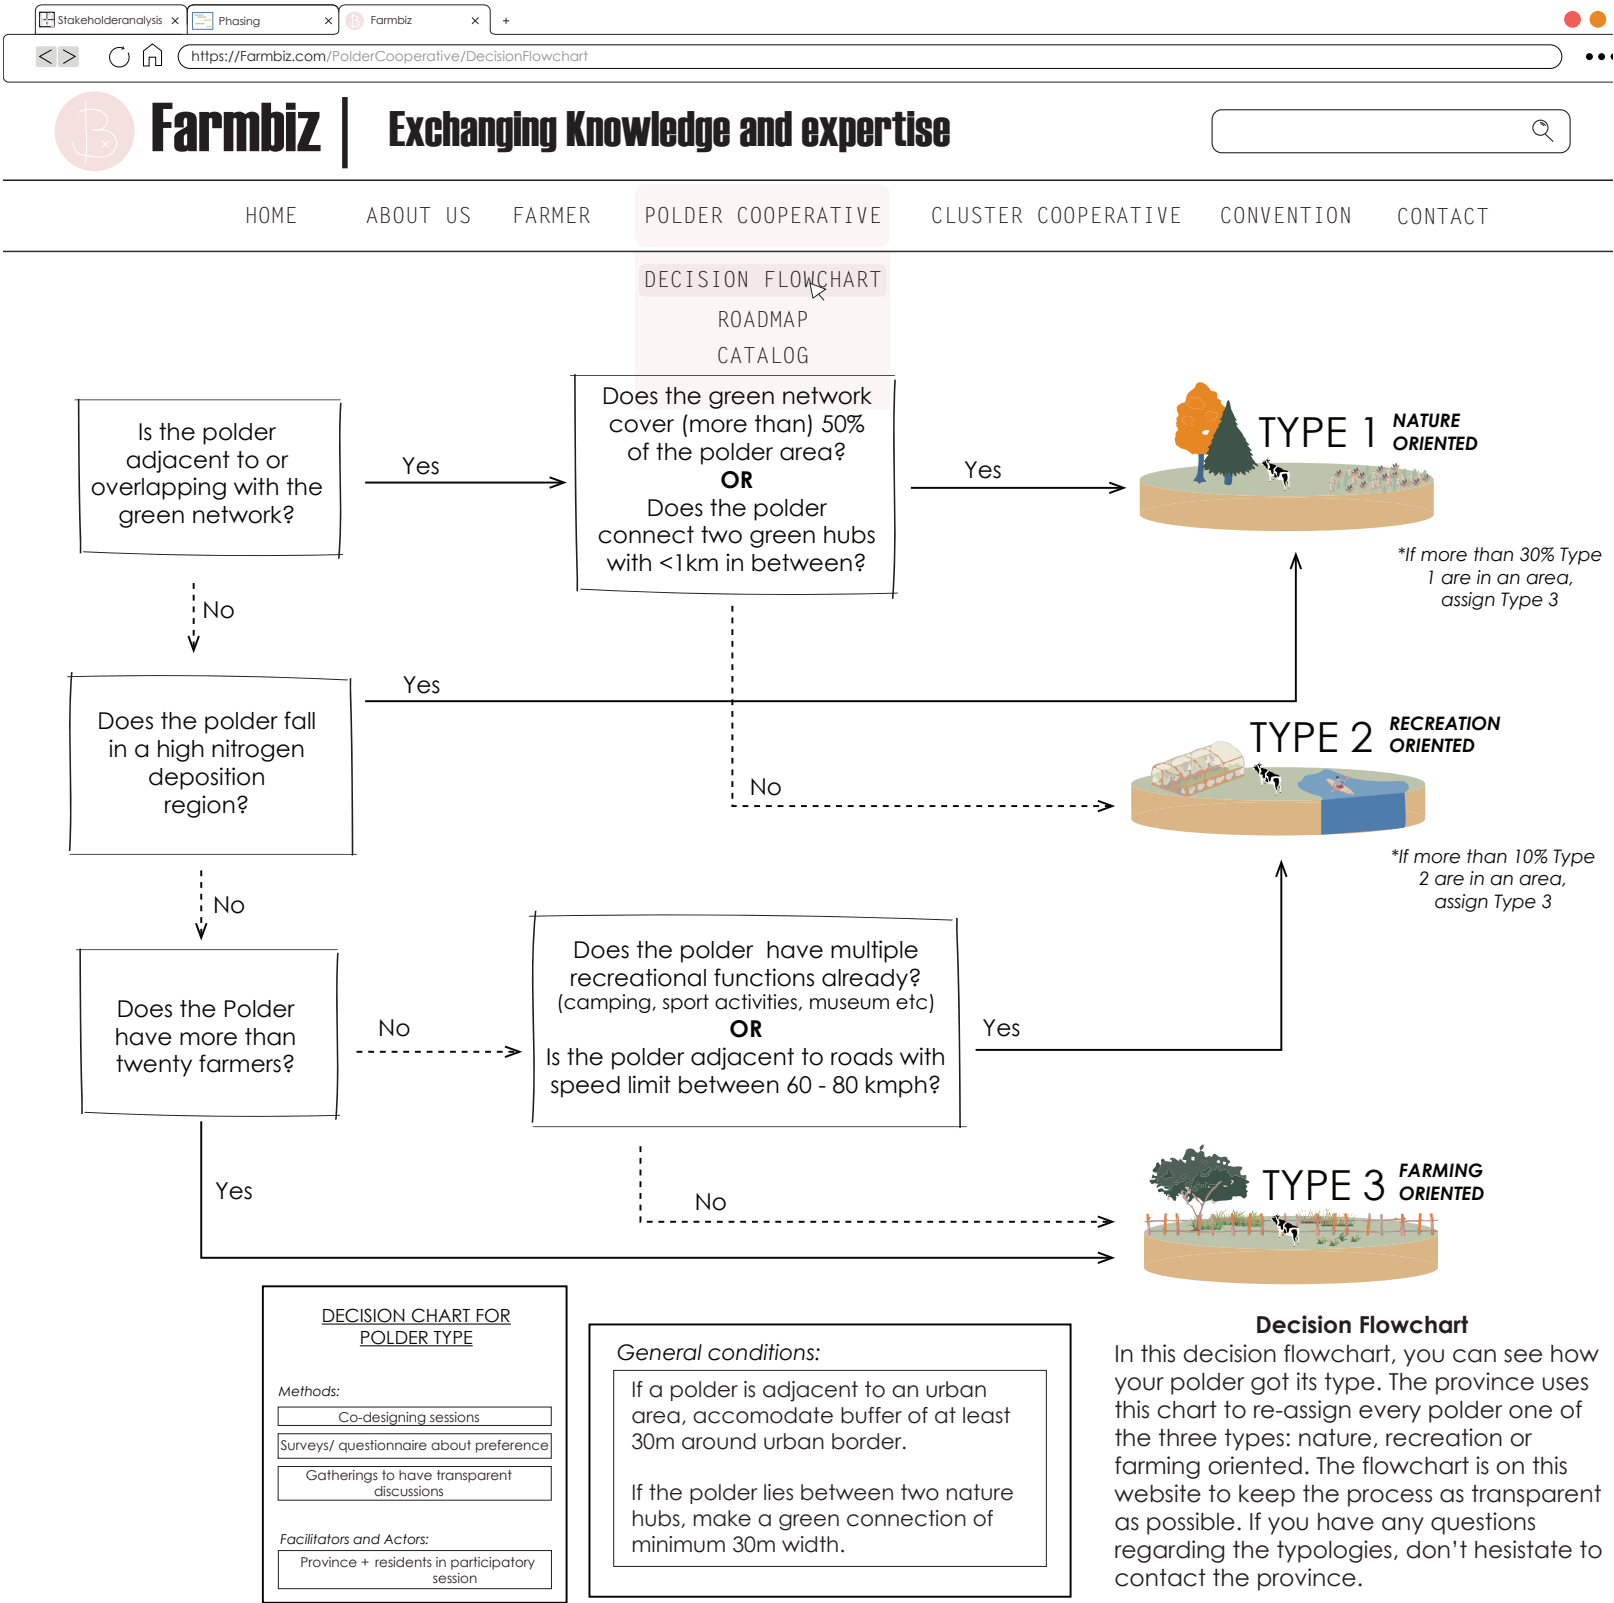 Stakeholderanalysis x
Phasing x
Farmbiz x
+
< >
https://Farmbiz.com/PolderCooperative/DecisionFlowchart
Farmbiz | Exchanging Knowledge and expertise
HOME ABOUT US FARMER POLDER COOPERATIVE CLUSTER COOPERATIVE CONVENTION CONTACT
DECISION FLOWCHART
ROADMAP
CATALOG
Is the polder
adjacent to or
overlapping with the
green network?
Yes
Does the green network
cover (more than) 50%
of the polder area?
OR
Does the polder
connect two green hubs
with <1km in between?
Yes
TYPE 1 NATURE
ORIENTED
*If more than 30% Type
1 are in an area,
assign Type 3
No
Does the polder fall
in a high nitrogen
deposition
region?
Yes
No
TYPE 2 RECREATION
ORIENTED
*If more than 10% Type
2 are in an area,
assign Type 3
No
Does the Polder
have more than
twenty farmers?
No
Does the polder have multiple
recreational functions already?
(camping, sport activities, museum etc)
OR
Is the polder adjacent to roads with
speed limit between 60 - 80 kmph?
Yes
Yes
No
TYPE 3 FARMING
ORIENTED
DECISION CHART FOR
POLDER TYPE
Methods:
Co-designing sessions
Surveys/ questionnaire about preference
Gatherings to have transparent
discussions
Facilitators and Actors:
Province + residents in participatory
session
General conditions:
If a polder is adjacent to an urban
area, accomodate buffer of at least
30m around urban border.
If the polder lies between two nature
hubs, make a green connection of
minimum 30m width.
Decision Flowchart
In this decision flowchart, you can see how
your polder got its type. The province uses
this chart to re-assign every polder one of
the three types: nature, recreation or
farming oriented. The flowchart is on this
website to keep the process as transparent
as possible. If you have any questions
regarding the typologies, don't hesistate to
contact the province.